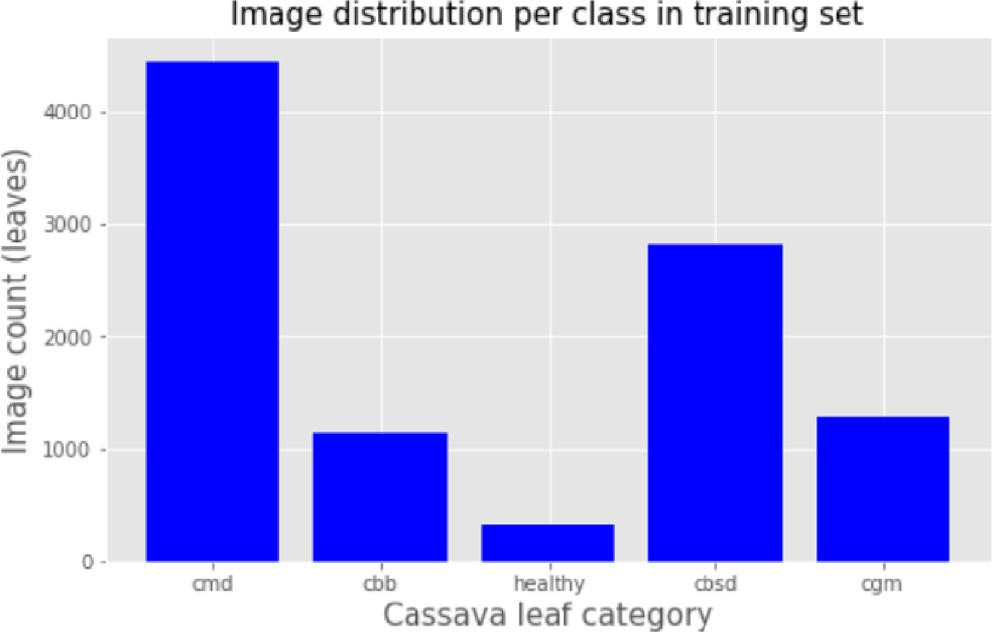 Image distribution per class in training set
Image count (leaves)
4000
3000
2000
1000
0
cmd cbb healthy cbsd cgm
Cassava leaf category